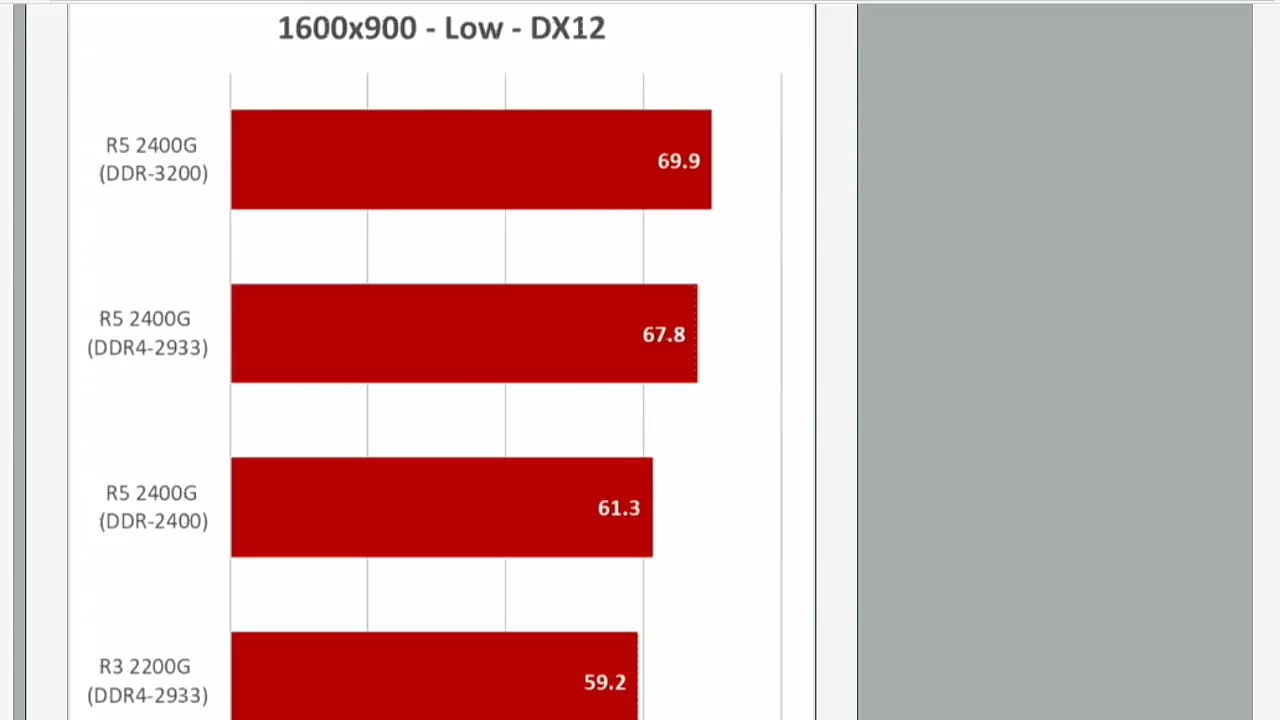 1600x900 - Low - DX12
R5 2400G
(DDR-3200)
69.9
R5 2400G
(DDR4-2933)
67.8
R5 2400G
(DDR-2400)
61.3
R3 2200G
(DDR4-2933)
59.2